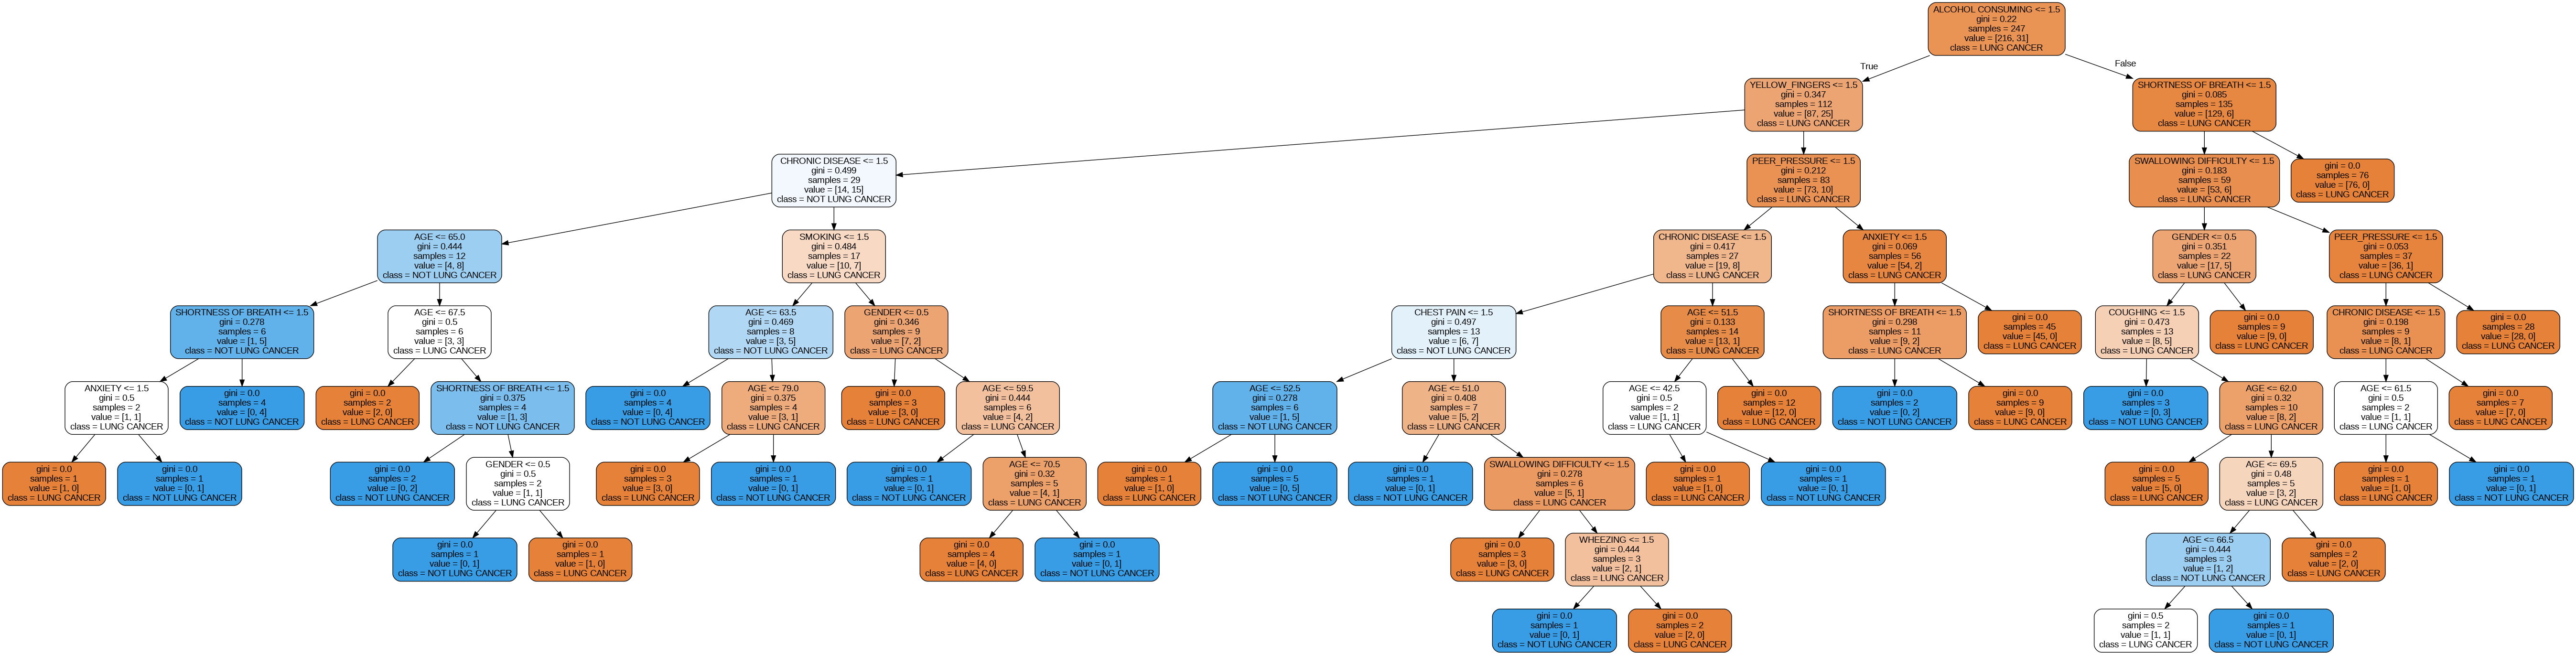 ALCOHOL CONSUMING <= 1.5
gini = 0.22
samples = 247
value = [216, 31]
class = LUNG CANCER
True
False
YELLOW_FINGERS <= 1.5
gini = 0.347
samples = 112
value = [87, 25]
class = LUNG CANCER
SHORTNESS OF BREATH <= 1.5
gini = 0.085
samples = 135
value = [129, 6]
class = LUNG CANCER
CHRONIC DISEASE <= 1.5
gini = 0.499
samples = 29
value = [14, 15]
class = NOT LUNG CANCER
PEER_PRESSURE <= 1.5
gini = 0.212
samples = 83
value = [73, 10]
class = LUNG CANCER
SWALLOWING DIFFICULTY <= 1.5
gini = 0.183
samples = 59
value = [53, 6]
class = LUNG CANCER
gini = 0.0
samples = 76
value = [76, 0]
class = LUNG CANCER
AGE <= 65.0
gini = 0.444
samples = 12
value = [4, 8]
class = NOT LUNG CANCER
SMOKING <= 1.5
gini = 0.484
samples = 17
value = [10, 7]
class = LUNG CANCER
CHRONIC DISEASE <= 1.5
gini = 0.417
samples = 27
value = [19, 8]
class = LUNG CANCER
ANXIETY <= 1.5
gini = 0.069
samples = 56
value = [54, 2]
class = LUNG CANCER
GENDER <= 0.5
gini = 0.351
samples = 22
value = [17, 5]
class = LUNG CANCER
PEER_PRESSURE <= 1.5
gini = 0.053
samples = 37
value = [36, 1]
class = LUNG CANCER
SHORTNESS OF BREATH <= 1.5
gini = 0.278
samples = 6
value = [1, 5]
class = NOT LUNG CANCER
AGE <= 67.5
gini = 0.5
samples = 6
value = [3, 3]
class = LUNG CANCER
AGE <= 63.5
gini = 0.469
samples = 8
value = [3, 5]
class = NOT LUNG CANCER
GENDER <= 0.5
gini = 0.346
samples = 9
value = [7, 2]
class = LUNG CANCER
CHEST PAIN <= 1.5
gini = 0.497
samples = 13
value = [6, 7]
class = NOT LUNG CANCER
AGE <= 51.5
gini = 0.133
samples = 14
value = [13, 1]
class = LUNG CANCER
SHORTNESS OF BREATH <= 1.5
gini = 0.298
samples = 11
value = [9, 2]
class = LUNG CANCER
gini = 0.0
samples = 45
value = [45, 0]
class = LUNG CANCER
COUGHING <= 1.5
gini = 0.473
samples = 13
value = [8, 5]
class = LUNG CANCER
gini = 0.0
samples = 9
value = [9, 0]
class = LUNG CANCER
CHRONIC DISEASE <= 1.5
gini = 0.198
samples = 9
value = [8, 1]
class = LUNG CANCER
gini = 0.0
samples = 28
value = [28, 0]
class = LUNG CANCER
ANXIETY <= 1.5
gini = 0.5
samples = 2
value = [1, 1]
class = LUNG CANCER
gini = 0.0
samples = 4
value = [0, 4]
class = NOT LUNG CANCER
gini = 0.0
samples = 2
value = [2, 0]
class = LUNG CANCER
SHORTNESS OF BREATH <= 1.5
gini = 0.375
samples = 4
value = [1, 3]
class = NOT LUNG CANCER
gini = 0.0
samples = 4
value = [0, 4]
class = NOT LUNG CANCER
AGE <= 79.0
gini = 0.375
samples = 4
value = [3, 1]
class = LUNG CANCER
gini = 0.0
samples = 3
value = [3, 0]
class = LUNG CANCER
AGE <= 59.5
gini = 0.444
samples = 6
value = [4, 2]
class = LUNG CANCER
AGE <= 52.5
gini = 0.278
samples = 6
value = [1, 5]
class = NOT LUNG CANCER
AGE <= 51.0
gini = 0.408
samples = 7
value = [5, 2]
class = LUNG CANCER
AGE <= 42.5
gini = 0.5
samples = 2
value = [1, 1]
class = LUNG CANCER
gini = 0.0
samples = 12
value = [12, 0]
class = LUNG CANCER
gini = 0.0
samples = 2
value = [0, 2]
class = NOT LUNG CANCER
gini = 0.0
samples = 9
value = [9, 0]
class = LUNG CANCER
gini = 0.0
samples = 3
value = [0, 3]
class = NOT LUNG CANCER
AGE <= 62.0
gini = 0.32
samples = 10
value = [8, 2]
class = LUNG CANCER
AGE <= 61.5
gini = 0.5
samples = 2
value = [1, 1]
class = LUNG CANCER
gini = 0.0
samples = 7
value = [7, 0]
class = LUNG CANCER
gini = 0.0
samples = 1
value = [1, 0]
class = LUNG CANCER
gini = 0.0
samples = 1
value = [0, 1]
class = NOT LUNG CANCER
gini = 0.0
samples = 2
value = [0, 2]
class = NOT LUNG CANCER
GENDER <= 0.5
gini = 0.5
samples = 2
value = [1, 1]
class = LUNG CANCER
gini = 0.0
samples = 3
value = [3, 0]
class = LUNG CANCER
gini = 0.0
samples = 1
value = [0, 1]
class = NOT LUNG CANCER
gini = 0.0
samples = 1
value = [0, 1]
class = NOT LUNG CANCER
AGE <= 70.5
gini = 0.32
samples = 5
value = [4, 1]
class = LUNG CANCER
gini = 0.0
samples = 1
value = [1, 0]
class = LUNG CANCER
gini = 0.0
samples = 5
value = [0, 5]
class = NOT LUNG CANCER
gini = 0.0
samples = 1
value = [0, 1]
class = NOT LUNG CANCER
SWALLOWING DIFFICULTY <= 1.5
gini = 0.278
samples = 6
value = [5, 1]
class = LUNG CANCER
gini = 0.0
samples = 1
value = [1, 0]
class = LUNG CANCER
gini = 0.0
samples = 1
value = [0, 1]
class = NOT LUNG CANCER
gini = 0.0
samples = 5
value = [5, 0]
class = LUNG CANCER
AGE <= 69.5
gini = 0.48
samples = 5
value = [3, 2]
class = LUNG CANCER
gini = 0.0
samples = 1
value = [1, 0]
class = LUNG CANCER
gini = 0.0
samples = 1
value = [0, 1]
class = NOT LUNG CANCER
gini = 0.0
samples = 1
value = [0, 1]
class = NOT LUNG CANCER
gini = 0.0
samples = 1
value = [1, 0]
class = LUNG CANCER
gini = 0.0
samples = 4
value = [4, 0]
class = LUNG CANCER
gini = 0.0
samples = 1
value = [0, 1]
class = NOT LUNG CANCER
gini = 0.0
samples = 3
value = [3, 0]
class = LUNG CANCER
WHEEZING <= 1.5
gini = 0.444
samples = 3
value = [2, 1]
class = LUNG CANCER
AGE <= 66.5
gini = 0.444
samples = 3
value = [1, 2]
class = NOT LUNG CANCER
gini = 0.0
samples = 2
value = [2, 0]
class = LUNG CANCER
gini = 0.0
samples = 1
value = [0, 1]
class = NOT LUNG CANCER
gini = 0.0
samples = 2
value = [2, 0]
class = LUNG CANCER
gini = 0.5
samples = 2
value = [1, 1]
class = LUNG CANCER
gini = 0.0
samples = 1
value = [0, 1]
class = NOT LUNG CANCER